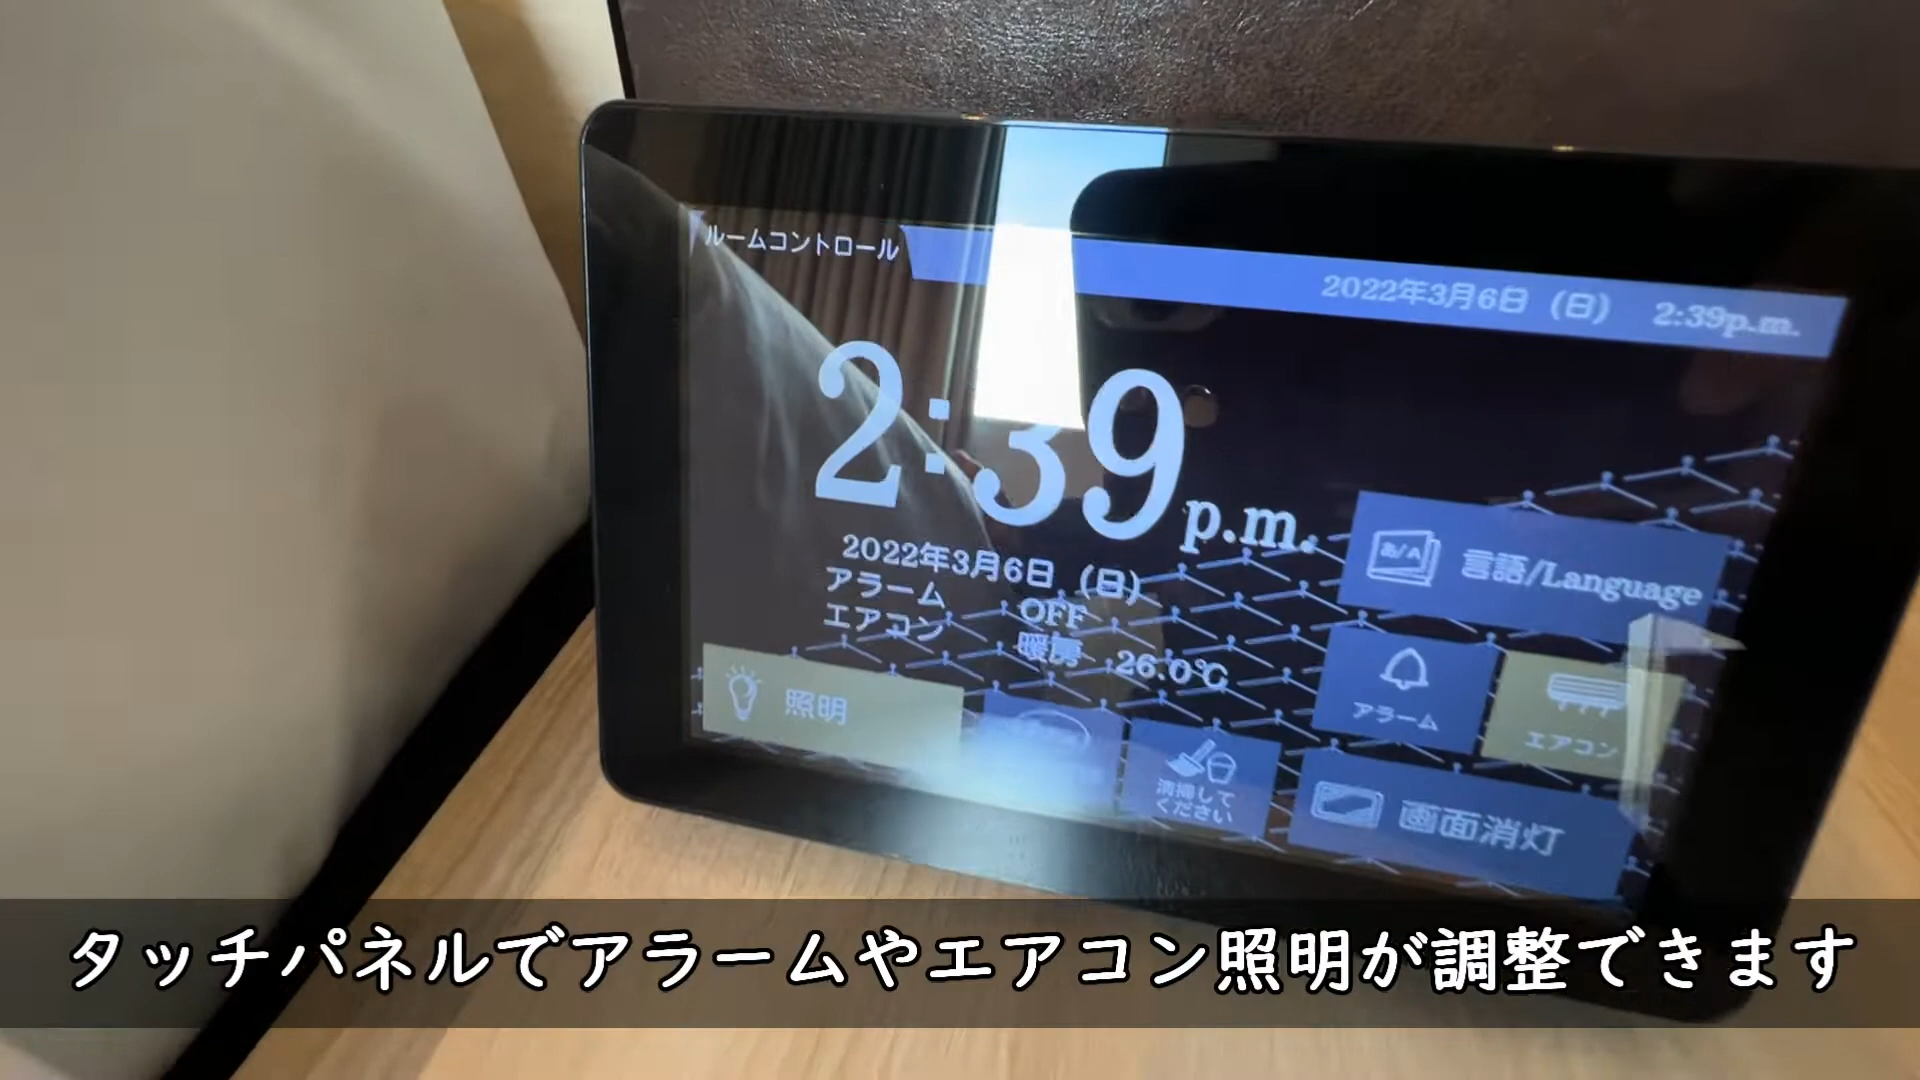 ルームコントロール
2022年3月6日（日） 2:39p.m.
2:39p.m.
2022年3月6日（日）
アラーム OFF
エアコン 暖房 26.0℃
あ/A 言語/Language
照明
清掃して
ください
アラーム
エアコン
画面消灯
タッチパネルでアラームやエアコン照明が調整できます